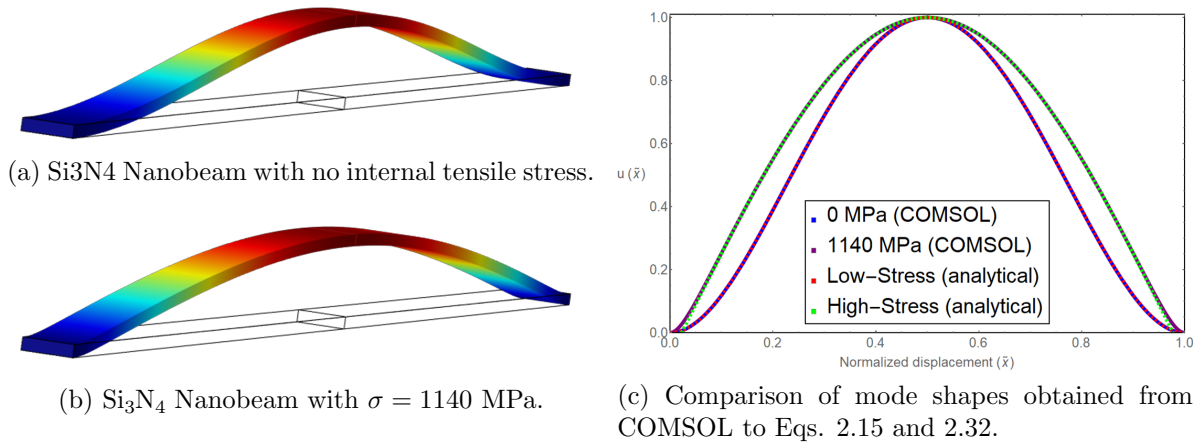 (a) Si3N4 Nanobeam with no internal tensile stress.
(b) Si₃N₄ Nanobeam with σ = 1140 MPa.
1.0
0.8
0.6
u (x̃)
0.4
0.2
0.0
0 MPa (COMSOL)
1140 MPa (COMSOL)
Low−Stress (analytical)
High−Stress (analytical)
0.0 0.2 0.4 0.6 0.8 1.0
Normalized displacement (x̃)
(c) Comparison of mode shapes obtained from
COMSOL to Eqs. 2.15 and 2.32.